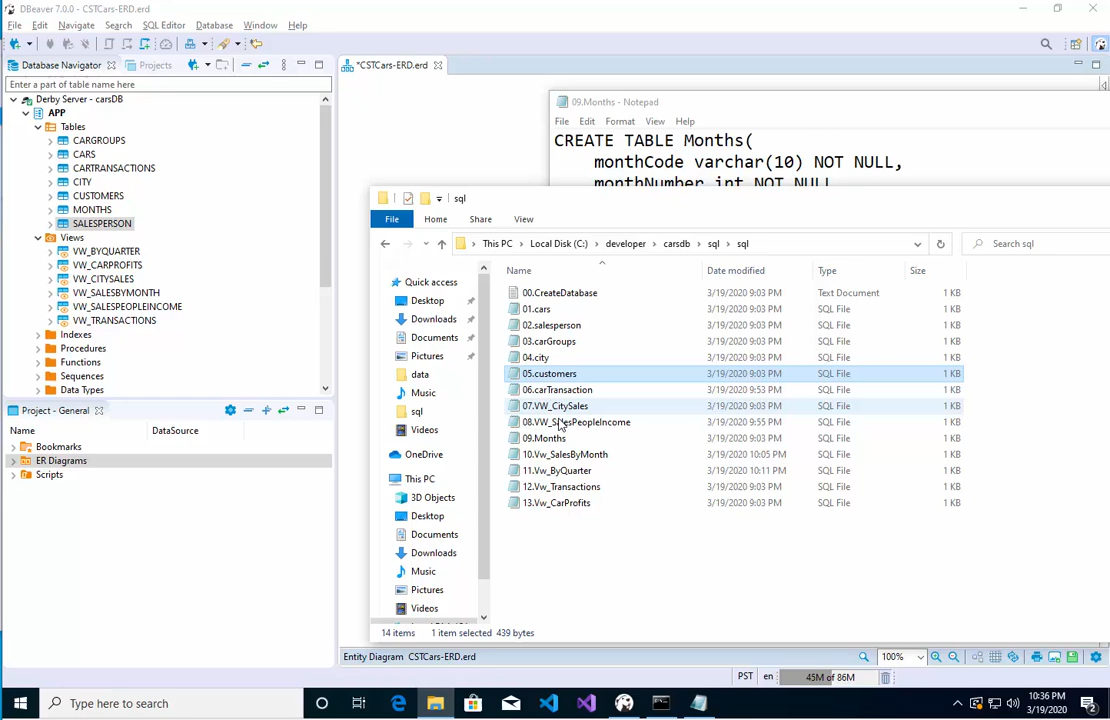 DBeaver 7.0.0 - CSTCars-ERD.erd
File Edit Navigate Search SQL Editor Database Window Help
Database Navigator Projects
Enter a part of table name here
Derby Server - carsDB
APP
Tables
CARGROUPS
CARS
CARTRANSACTIONS
CITY
CUSTOMERS
MONTHS
SALESPERSON
Views
VW_BYQUARTER
VW_CARPROFITS
VW_CITYSALES
VW_SALESBYMONTH
VW_SALESPEOPLEINCOME
VW_TRANSACTIONS
Indexes
Procedures
Functions
Sequences
Data Types
Project - General
Name DataSource
Bookmarks
ER Diagrams
Scripts
*CSTCars-ERD.erd
09.Months - Notepad
File Edit Format View Help
CREATE TABLE Months(
monthCode varchar(10) NOT NULL,
monthNumber int NOT NULL
sql
File Home Share View
This PC Local Disk (C:) developer carsdb sql sql
Search sql
Quick access
Desktop
Downloads
Documents
Pictures
data
Music
sql
Videos
OneDrive
This PC
3D Objects
Desktop
Documents
Downloads
Music
Pictures
Videos
Name Date modified Type Size
00.CreateDatabase 3/19/2020 9:03 PM Text Document 1 KB
01.cars 3/19/2020 9:03 PM SQL File 1 KB
02.salesperson 3/19/2020 9:03 PM SQL File 1 KB
03.carGroups 3/19/2020 9:03 PM SQL File 1 KB
04.city 3/19/2020 9:03 PM SQL File 1 KB
05.customers 3/19/2020 9:03 PM SQL File 1 KB
06.carTransaction 3/19/2020 9:53 PM SQL File 1 KB
07.VW_CitySales 3/19/2020 9:03 PM SQL File 1 KB
08.VW_SalesPeopleIncome 3/19/2020 9:55 PM SQL File 1 KB
09.Months 3/19/2020 9:03 PM SQL File 1 KB
10.Vw_SalesByMonth 3/19/2020 10:05 PM SQL File 1 KB
11.Vw_ByQuarter 3/19/2020 10:11 PM SQL File 1 KB
12.Vw_Transactions 3/19/2020 9:03 PM SQL File 1 KB
13.Vw_CarProfits 3/19/2020 9:03 PM SQL File 1 KB
14 items 1 item selected 439 bytes
Entity Diagram CSTCars-ERD.erd
100%
PST en 45M of 86M
Type here to search
10:36 PM
3/19/2020
2